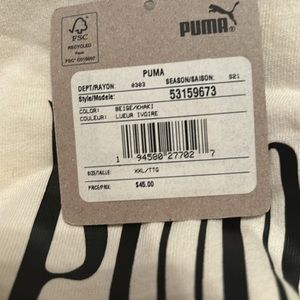 FSC
RECYCLED
PUMA
PUMA
DEPT/RAYON: 0303 SEASON/SAISON: S21
Style/Modele: 53159673
COLOR: BEIGE/KHAKI
COULEUR: LUEUR IVOIRE
1 94580 27702 7
SIZE/TAILLE: XXL/TTG
PRICE/PRIX: $45.00